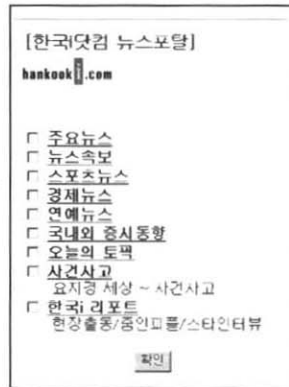 [한국i닷컴 뉴스포탈]
hankooki.com
주요뉴스
뉴스속보
스포츠뉴스
경제뉴스
연예뉴스
국내외 증시동향
오늘의 토픽
사건사고
요지경 세상 ~ 사건사고
한국i 리포트
현장출동/줌인피플/스타인터뷰
확인